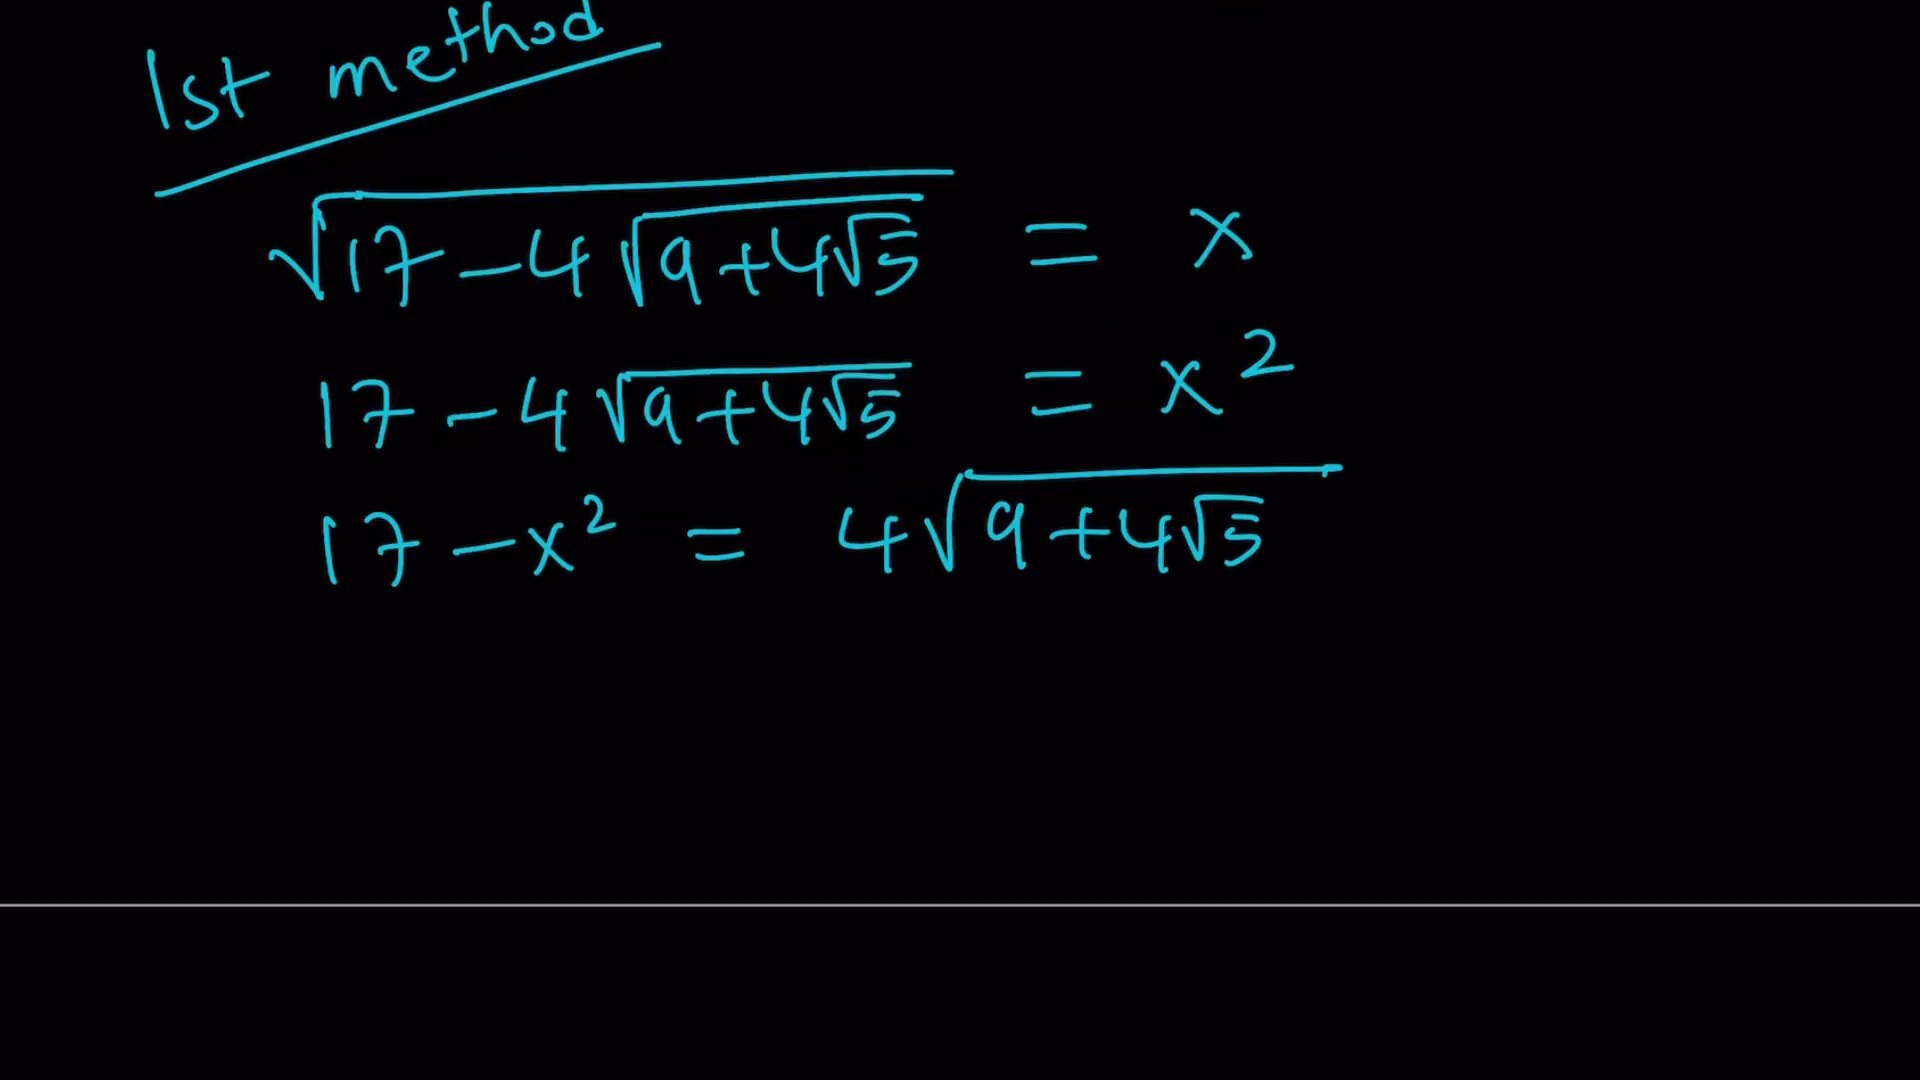 1st method
√(17-4√(9+4√5)) = x
17-4√(9+4√5) = x²
17-x² = 4√(9+4√5)